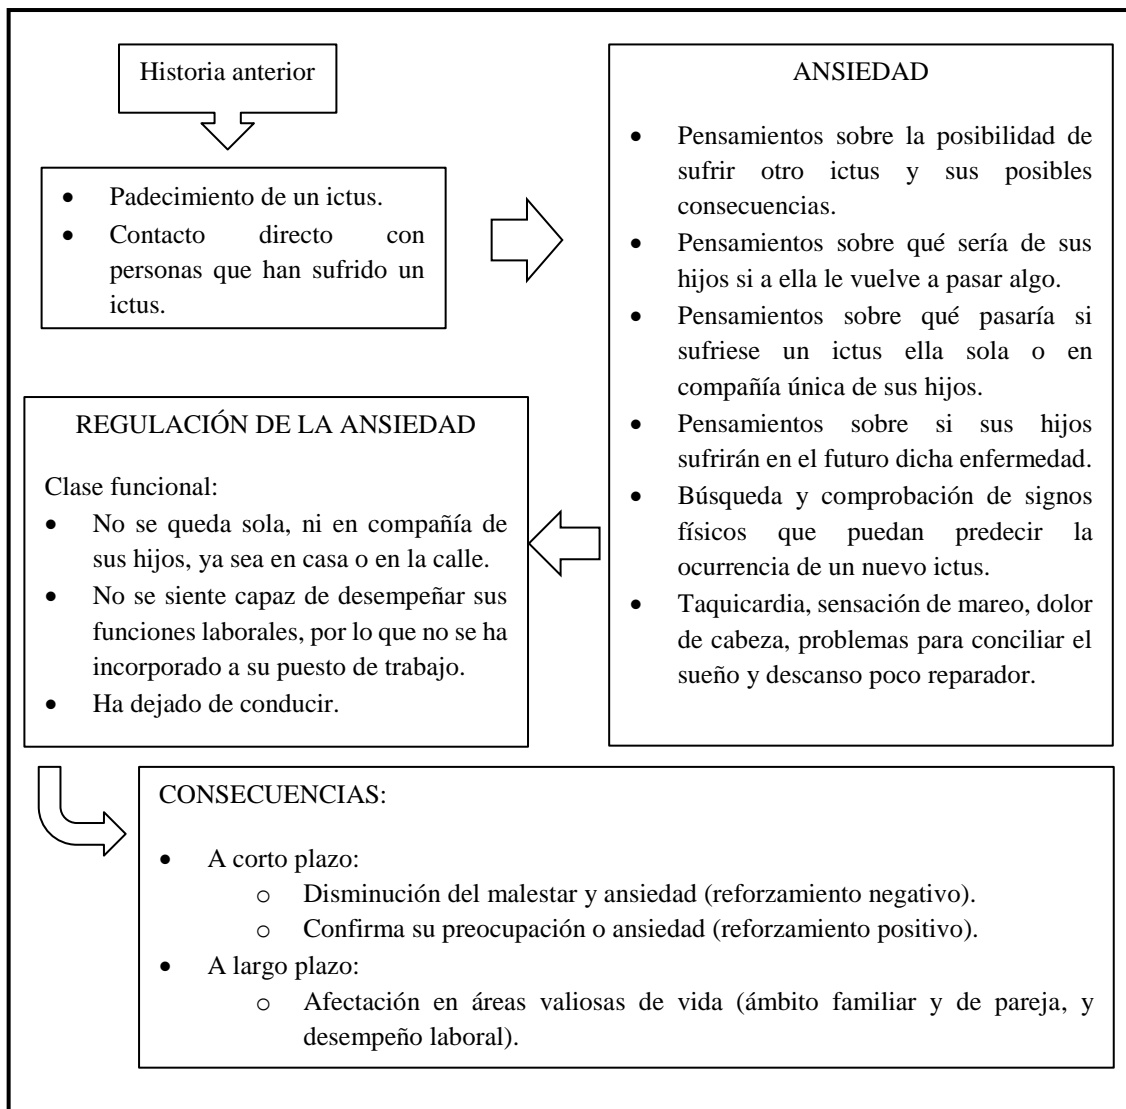 Historia anterior
• Padecimiento de un ictus.
• Contacto directo con
personas que han sufrido un
ictus.
ANSIEDAD
• Pensamientos sobre la posibilidad de
sufrir otro ictus y sus posibles
consecuencias.
• Pensamientos sobre qué sería de sus
hijos si a ella le vuelve a pasar algo.
• Pensamientos sobre qué pasaría si
sufriese un ictus ella sola o en
compañía única de sus hijos.
• Pensamientos sobre si sus hijos
sufrirán en el futuro dicha enfermedad.
• Búsqueda y comprobación de signos
físicos que puedan predecir la
ocurrencia de un nuevo ictus.
• Taquicardia, sensación de mareo, dolor
de cabeza, problemas para conciliar el
sueño y descanso poco reparador.
REGULACIÓN DE LA ANSIEDAD
Clase funcional:
• No se queda sola, ni en compañía de
sus hijos, ya sea en casa o en la calle.
• No se siente capaz de desempeñar sus
funciones laborales, por lo que no se ha
incorporado a su puesto de trabajo.
• Ha dejado de conducir.
CONSECUENCIAS:
• A corto plazo:
o Disminución del malestar y ansiedad (reforzamiento negativo).
o Confirma su preocupación o ansiedad (reforzamiento positivo).
• A largo plazo:
o Afectación en áreas valiosas de vida (ámbito familiar y de pareja, y
desempeño laboral).